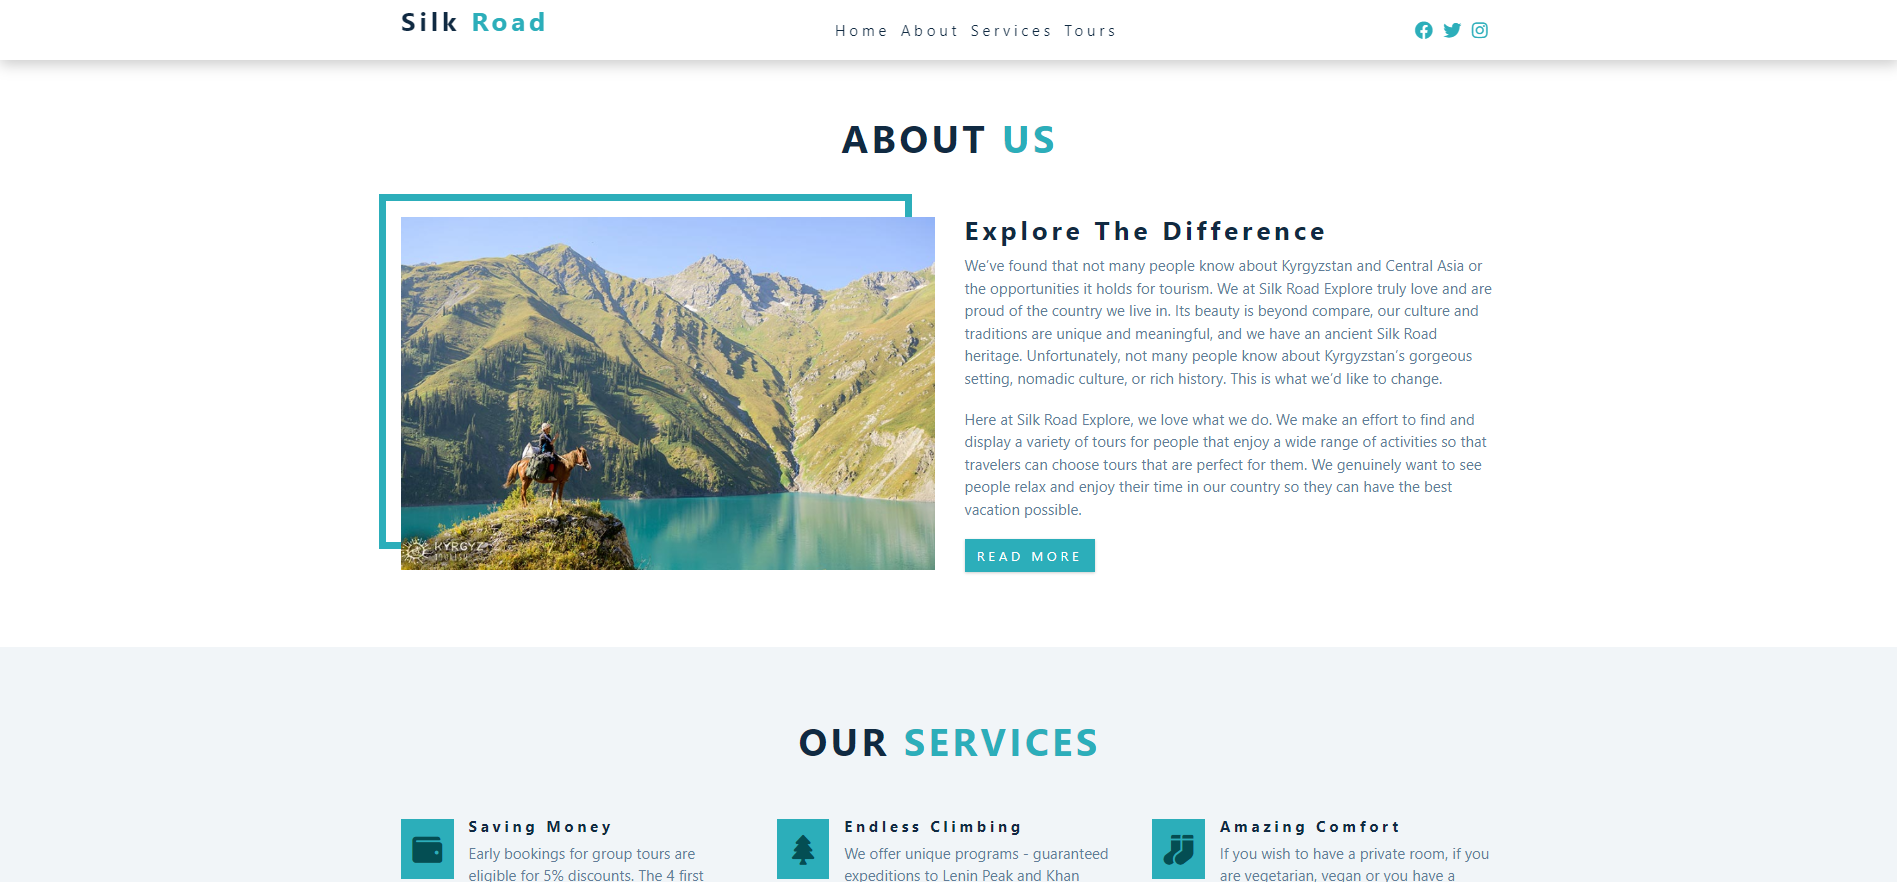 Silk Road
Home About Services Tours
ABOUT US
Explore The Difference
We've found that not many people know about Kyrgyzstan and Central Asia or
the opportunities it holds for tourism. We at Silk Road Explore truly love and are
proud of the country we live in. Its beauty is beyond compare, our culture and
traditions are unique and meaningful, and we have an ancient Silk Road
heritage. Unfortunately, not many people know about Kyrgyzstan's gorgeous
setting, nomadic culture, or rich history. This is what we'd like to change.
Here at Silk Road Explore, we love what we do. We make an effort to find and
display a variety of tours for people that enjoy a wide range of activities so that
travelers can choose tours that are perfect for them. We genuinely want to see
people relax and enjoy their time in our country so they can have the best
vacation possible.
READ MORE
KYRGYZ
TOURISM
OUR SERVICES
Saving Money
Early bookings for group tours are
eligible for 5% discounts. The 4 first
Endless Climbing
We offer unique programs - guaranteed
expeditions to Lenin Peak and Khan
Amazing Comfort
If you wish to have a private room, if you
are vegetarian, vegan or you have a